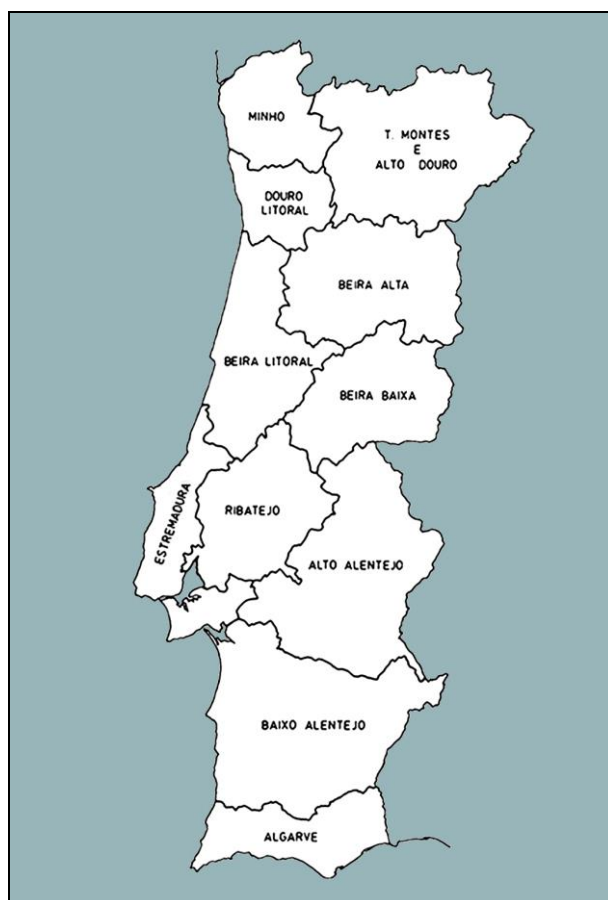 MINHO
T. MONTES
E
ALTO DOURO
DOURO
LITORAL
BEIRA ALTA
BEIRA LITORAL
BEIRA BAIXA
ESTREMADURA
RIBATEJO
ALTO ALENTEJO
BAIXO ALENTEJO
ALGARVE